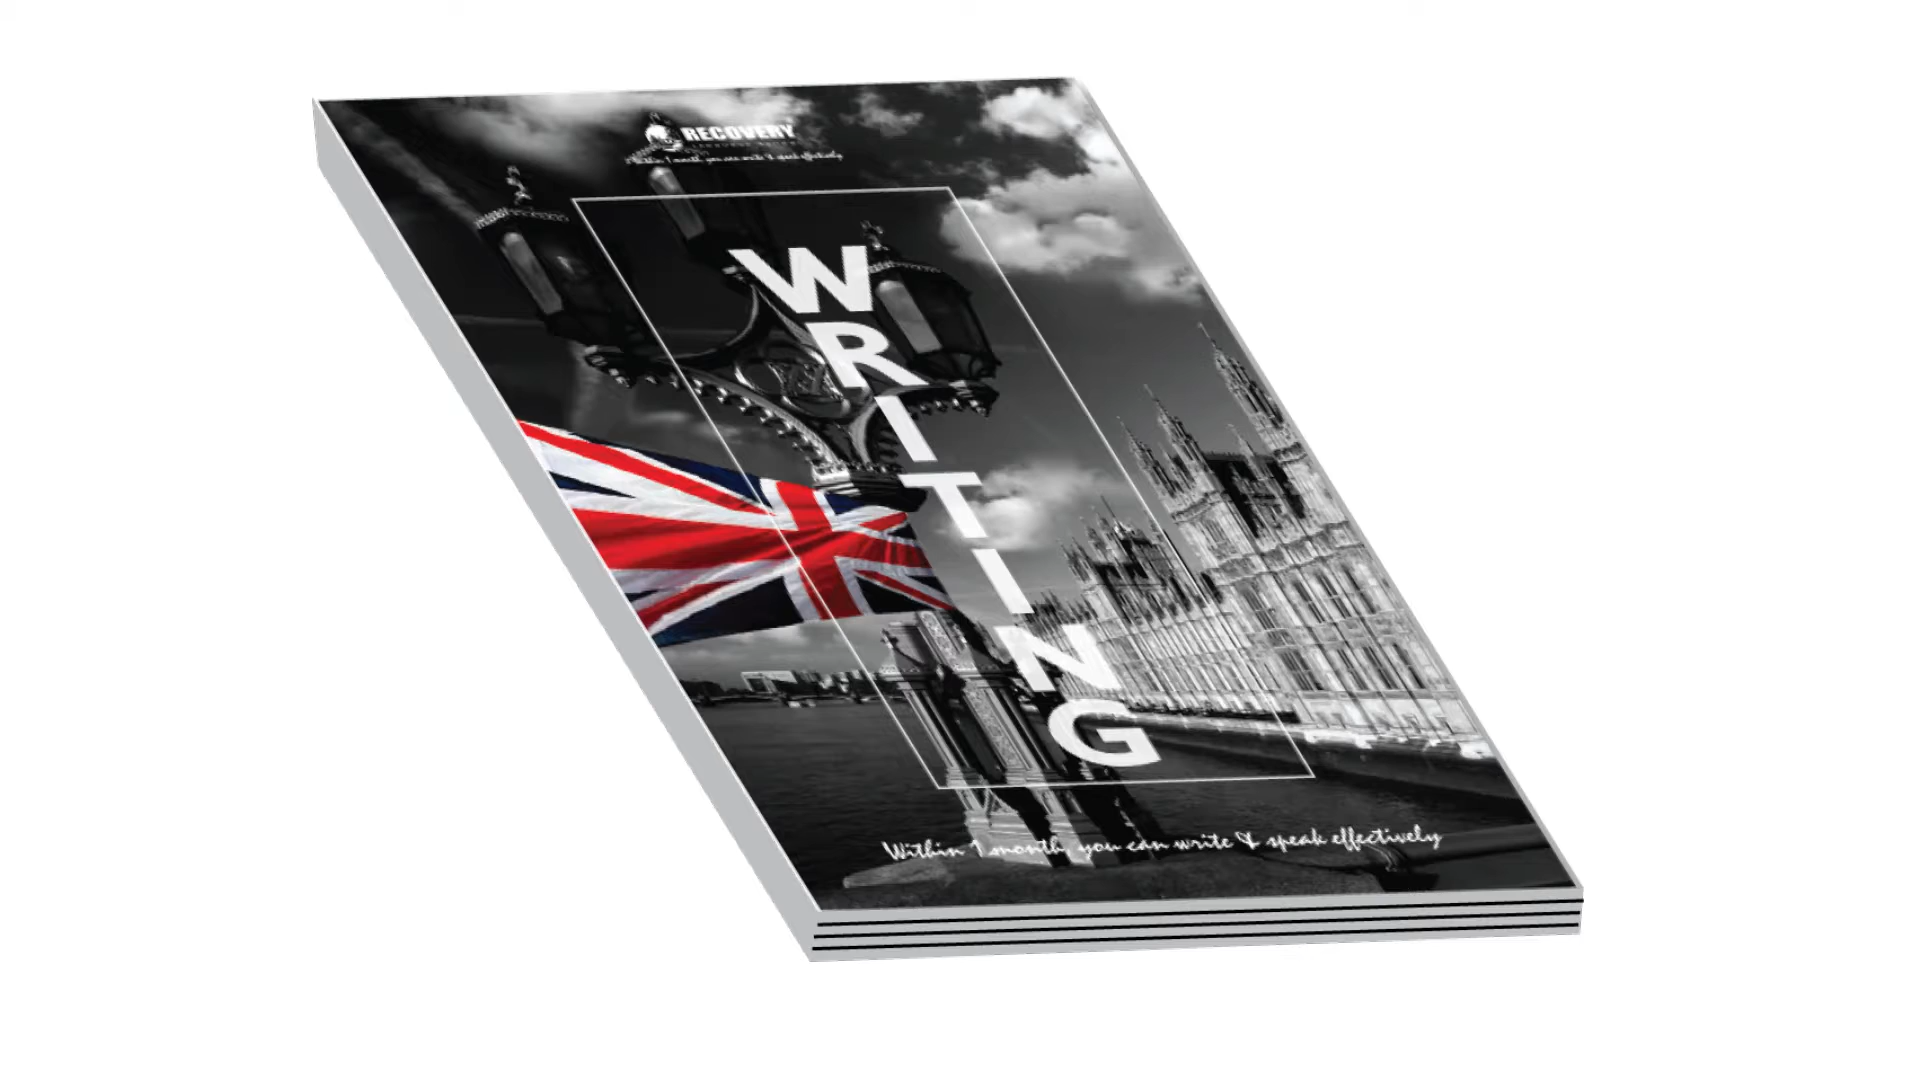 RECOVERY
Within 1 month, you can write & speak effectively
WRITING
Within 1 month, you can write & speak effectively